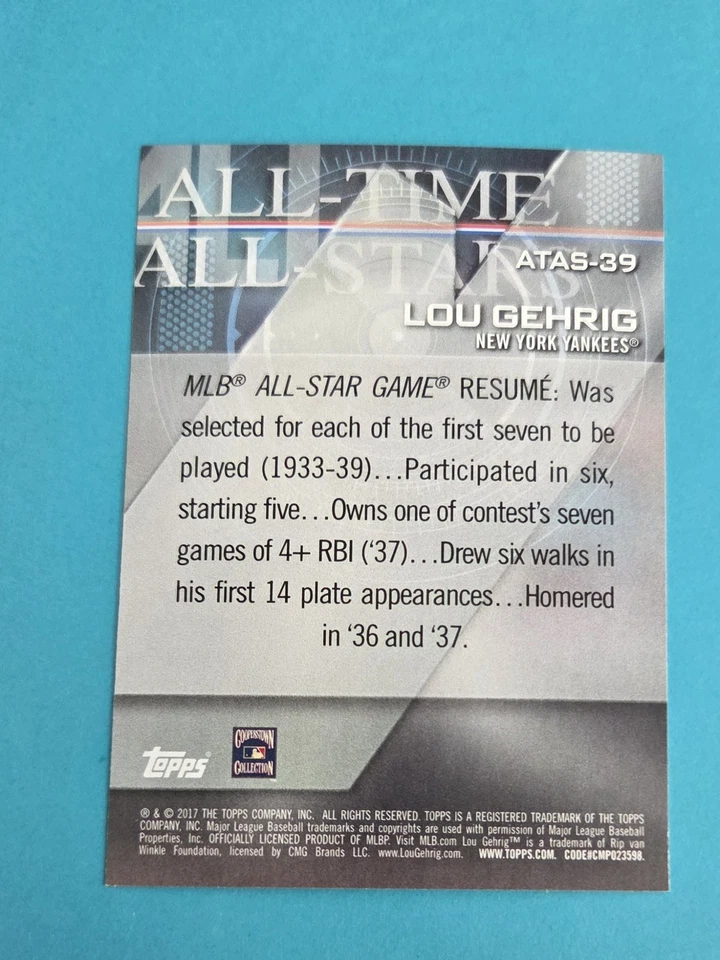 ALL-TIME
ALL-STARS
ATAS-39
LOU GEHRIG
NEW YORK YANKEES®
MLB® ALL-STAR GAME® RESUMÉ: Was
selected for each of the first seven to be
played (1933-39)...Participated in six,
starting five...Owns one of contest's seven
games of 4+ RBI ('37)...Drew six walks in
his first 14 plate appearances...Homered
in '36 and '37.
topps®
COOPERSTOWN
COLLECTION
® & © 2017 THE TOPPS COMPANY, INC. ALL RIGHTS RESERVED. TOPPS IS A REGISTERED TRADEMARK OF THE TOPPS
COMPANY, INC. Major League Baseball trademarks and copyrights are used with permission of Major League Baseball
Properties, Inc. OFFICIALLY LICENSED PRODUCT OF MLBP. Visit MLB.com Lou Gehrig™ is a trademark of Rip van
Winkle Foundation, licensed by CMG Brands LLC. www.LouGehrig.com. WWW.TOPPS.COM. CODE#CMP023598.